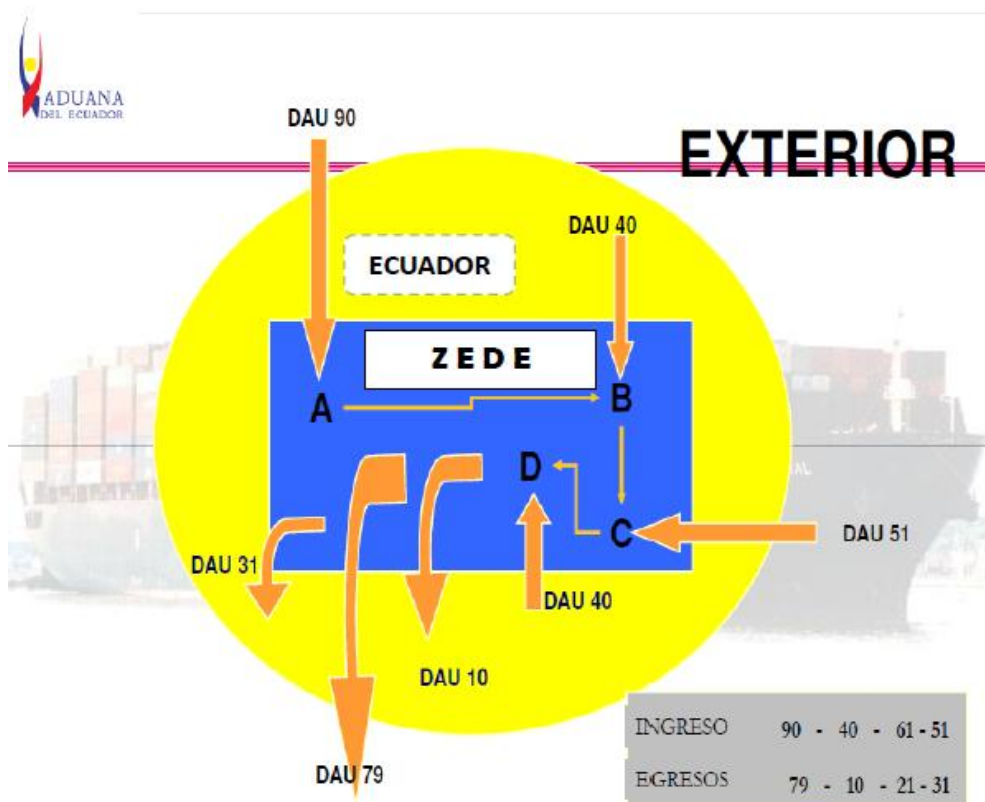 ADUANA
DEL ECUADOR
DAU 90
EXTERIOR
DAU 40
ECUADOR
Z E D E
A
B
D
C
DAU 51
DAU 31
DAU 40
DAU 10
DAU 79
INGRESO 90 - 40 - 61 - 51
EGRESOS 79 - 10 - 21 - 31